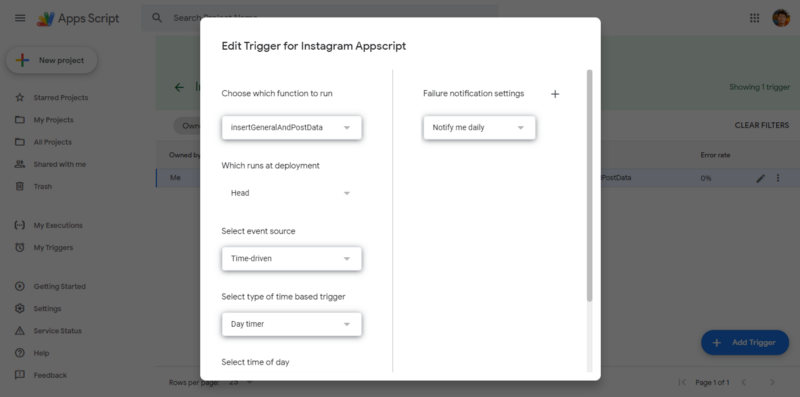 Apps Script
Search Project Name
New project
Starred Projects
My Projects
All Projects
Shared with me
Trash
My Executions
My Triggers
Getting Started
Settings
Service Status
Help
Feedback
Showing 1 trigger
CLEAR FILTERS
Owned by
Error rate
Me
PostData
0%
Edit Trigger for Instagram Appscript
Choose which function to run
insertGeneralAndPostData
Which runs at deployment
Head
Select event source
Time-driven
Select type of time based trigger
Day timer
Select time of day
Failure notification settings
Notify me daily
Add Trigger
Rows per page:
Page 1 of 1